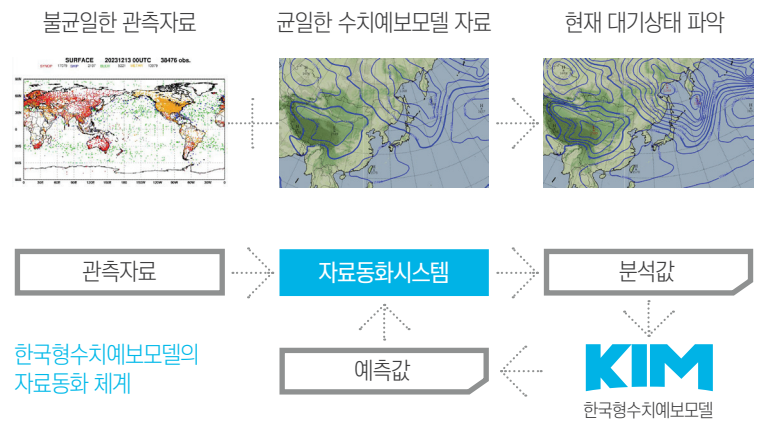 불균일한 관측자료
균일한 수치예보모델 자료
현재 대기상태 파악
SURFACE 20231213 00UTC 38476 obs.
관측자료
자료동화시스템
분석값
한국형수치예보모델의
자료동화 체계
예측값
KIM
한국형수치예보모델